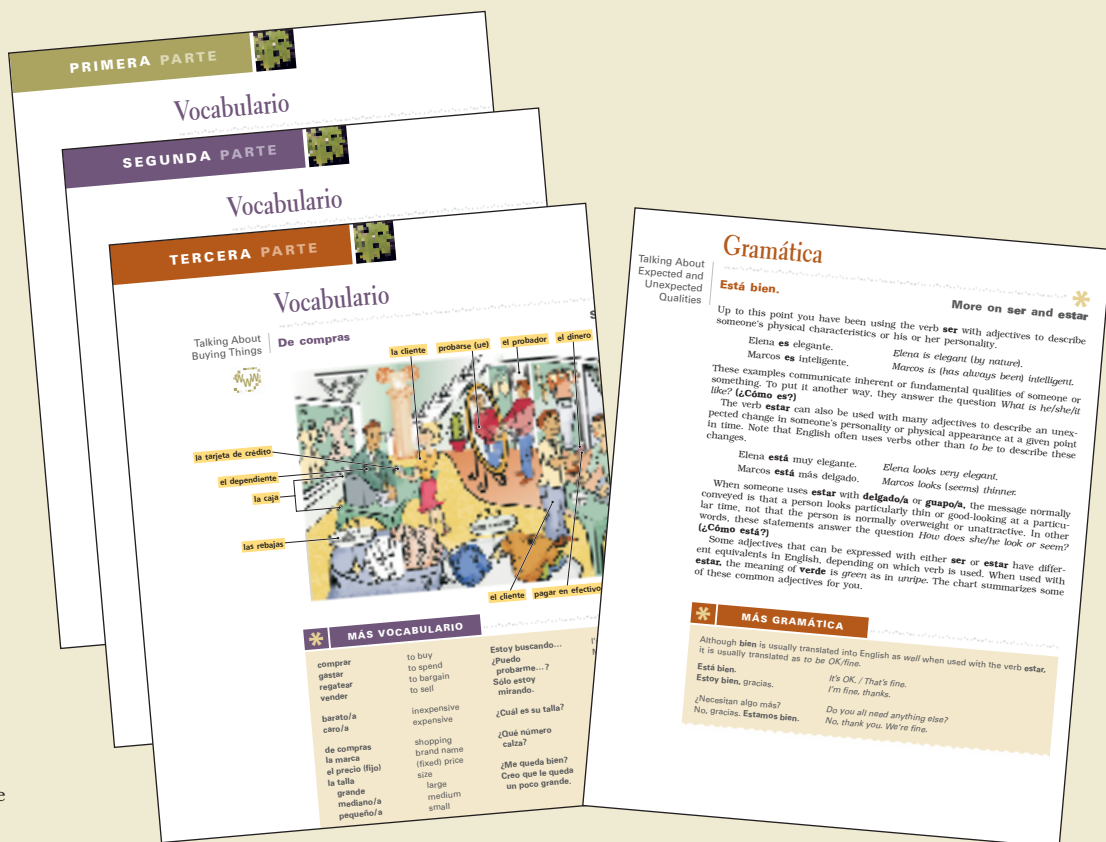 PRIMERA PARTE
Vocabulario
SEGUNDA PARTE
Vocabulario
TERCERA PARTE
Vocabulario
Talking About
Buying Things
De compras
la cliente
probarse (ue)
el probador
el dinero
la tarjeta de crédito
el dependiente
la caja
las rebajas
el cliente
pagar en efectivo
MÁS VOCABULARIO
comprar to buy
gastar to spend
regatear to bargain
vender to sell
barato/a inexpensive
caro/a expensive
de compras shopping
la marca brand name
el precio (fijo) (fixed) price
la talla size
grande large
mediano/a medium
pequeño/a small
Estoy buscando...
¿Puedo
probarme...?
Sólo estoy
mirando.
¿Cuál es su talla?
¿Qué número
calza?
¿Me queda bien?
Creo que le queda
un poco grande.
Gramática
Talking About
Expected and
Unexpected
Qualities
Está bien.
More on ser and estar
Up to this point you have been using the verb ser with adjectives to describe
someone's physical characteristics or his or her personality.
Elena es elegante. Elena is elegant (by nature).
Marcos es inteligente. Marcos is (has always been) intelligent.
These examples communicate inherent or fundamental qualities of someone or
something. To put it another way, they answer the question What is he/she/it
like? (¿Cómo es?)
The verb estar can also be used with many adjectives to describe an unex-
pected change in someone's personality or physical appearance at a given point
in time. Note that English often uses verbs other than to be to describe these
changes.
Elena está muy elegante. Elena looks very elegant.
Marcos está más delgado. Marcos looks (seems) thinner.
When someone uses estar with delgado/a or guapo/a, the message normally
conveyed is that a person looks particularly thin or good-looking at a particu-
lar time, not that the person is normally overweight or unattractive. In other
words, these statements answer the question How does she/he look or seem?
(¿Cómo está?)
Some adjectives that can be expressed with either ser or estar have differ-
ent equivalents in English, depending on which verb is used. When used with
estar, the meaning of verde is green as in unripe. The chart summarizes some
of these common adjectives for you.
MÁS GRAMÁTICA
Although bien is usually translated into English as well when used with the verb estar,
it is usually translated as to be OK/fine.
Está bien. It's OK. / That's fine.
Estoy bien, gracias. I'm fine, thanks.
¿Necesitan algo más? Do you all need anything else?
No, gracias. Estamos bien. No, thank you. We're fine.